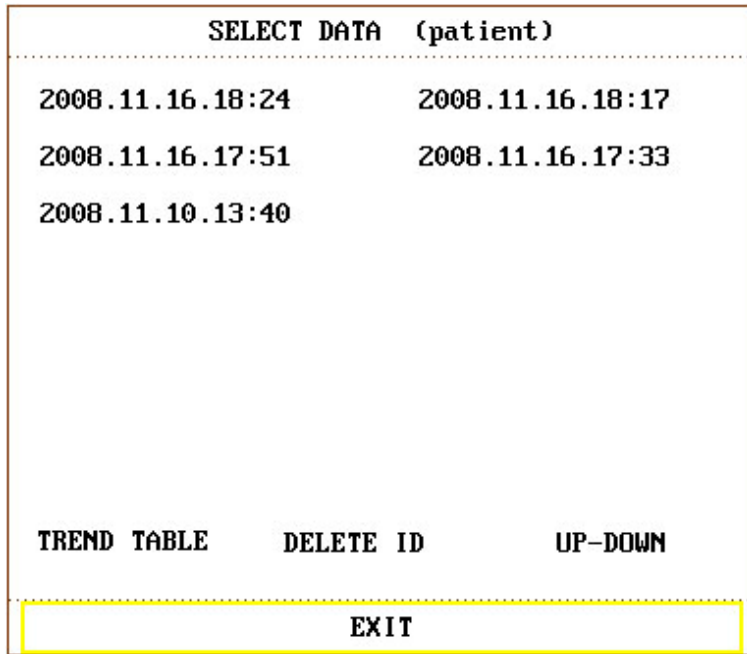 SELECT DATA (patient)
2008.11.16.18:24 2008.11.16.18:17
2008.11.16.17:51 2008.11.16.17:33
2008.11.10.13:40
TREND TABLE DELETE ID UP-DOWN
EXIT